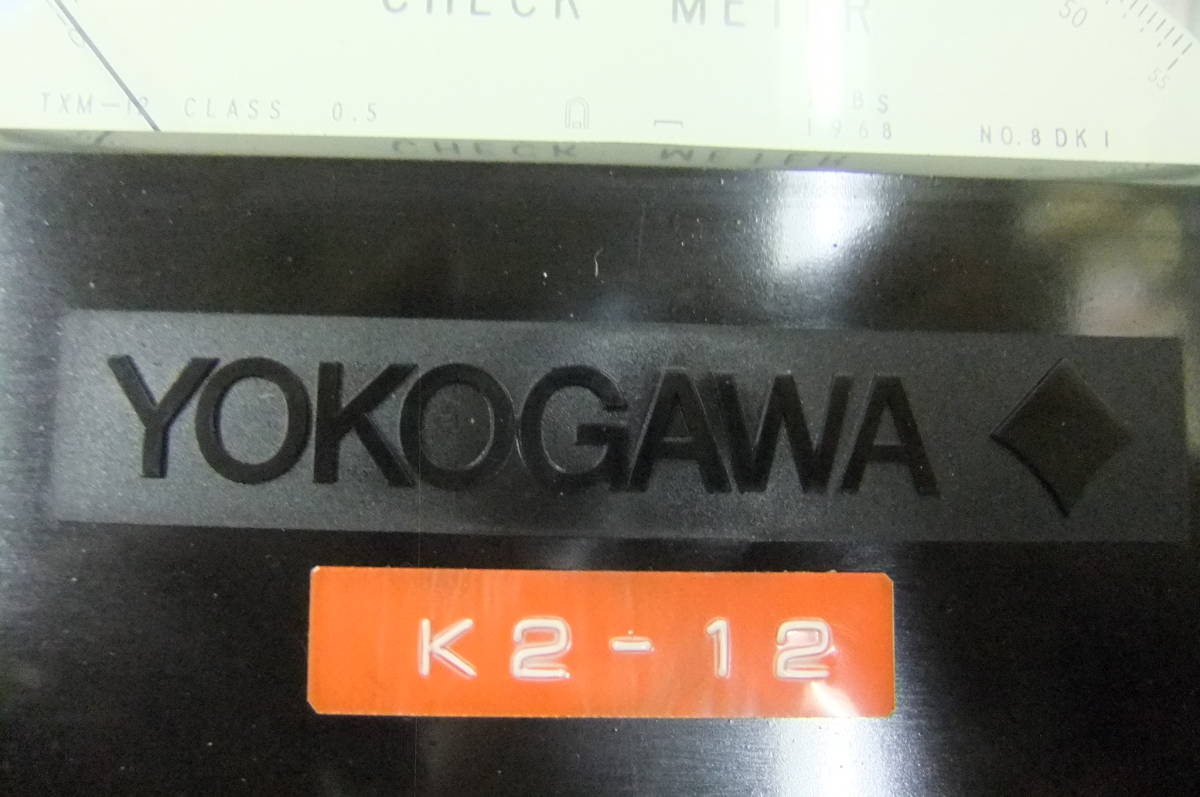 CHECK METER
50
55
TXM-12 CLASS 0.5
1968
NO.8DK1
YOKOGAWA
K2-12